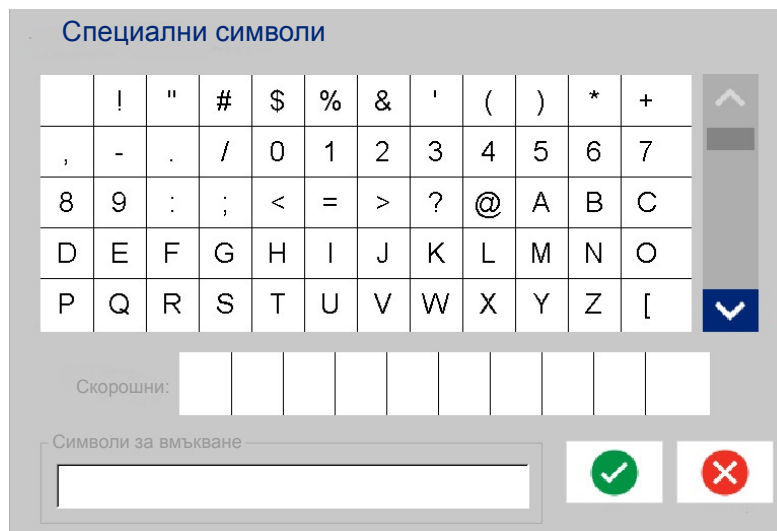 Специални символи
! " # $ % & ' ( ) * +
, - . / 0 1 2 3 4 5 6 7
8 9 : ; < = > ? @ A B C
D E F G H I J K L M N O
P Q R S T U V W X Y Z [
Скорошни:
Символи за вмъкване